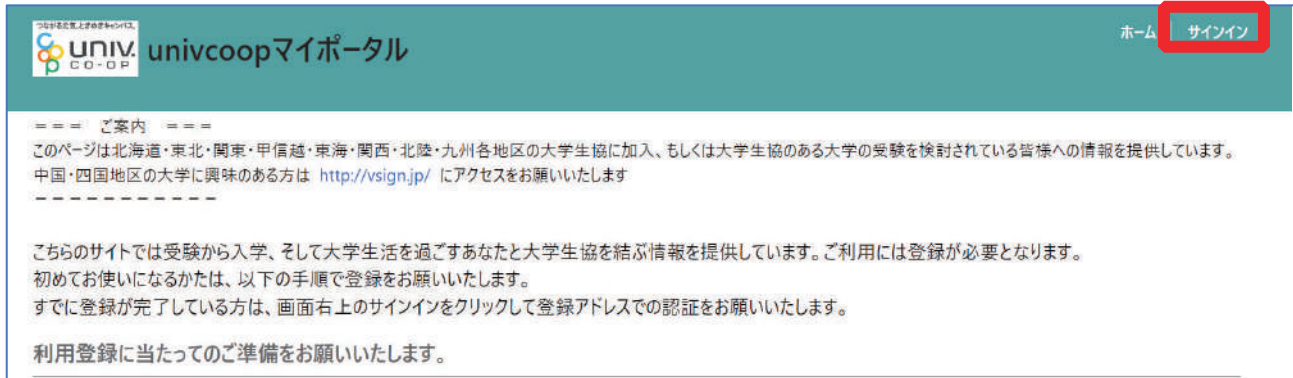 つながる元気、ときめきキャンパス。
univ.
CO-OP
univcoopマイポータル
ホーム
サインイン
=== ご案内 ===
このページは北海道・東北・関東・甲信越・東海・関西・北陸・九州各地区の大学生協に加入、もしくは大学生協のある大学の受験を検討されている皆様への情報を提供しています。
中国・四国地区の大学に興味のある方は http://vsign.jp/ にアクセスをお願いいたします
-----------
こちらのサイトでは受験から入学、そして大学生活を過ごすあなたと大学生協を結ぶ情報を提供しています。ご利用には登録が必要となります。
初めてお使いになるかたは、以下の手順で登録をお願いいたします。
すでに登録が完了している方は、画面右上のサインインをクリックして登録アドレスでの認証をお願いいたします。
利用登録に当たってのご準備をお願いいたします。